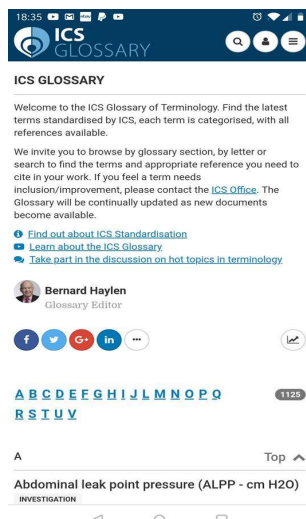 18:35
ICS
GLOSSARY
ICS GLOSSARY
Welcome to the ICS Glossary of Terminology. Find the latest
terms standardised by ICS, each term is categorised, with all
references available.
We invite you to browse by glossary section, by letter or
search to find the terms and appropriate reference you need to
cite in your work. If you feel a term needs
inclusion/improvement, please contact the ICS Office. The
Glossary will be continually updated as new documents
become available.
Find out about ICS Standardisation
Learn about the ICS Glossary
Take part in the discussion on hot topics in terminology
Bernard Haylen
Glossary Editor
f G+ in
A B C D E F G H I J L M N O P Q 1125
R S T U V
A Top
Abdominal leak point pressure (ALPP - cm H2O)
INVESTIGATION